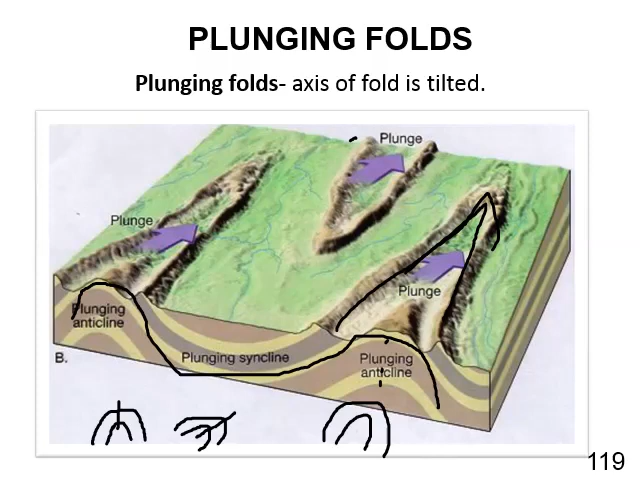 PLUNGING FOLDS
Plunging folds- axis of fold is tilted.
Plunge
Plunge
Plunge
Plunging
anticline
Plunging syncline
Plunging
anticline
B.
119